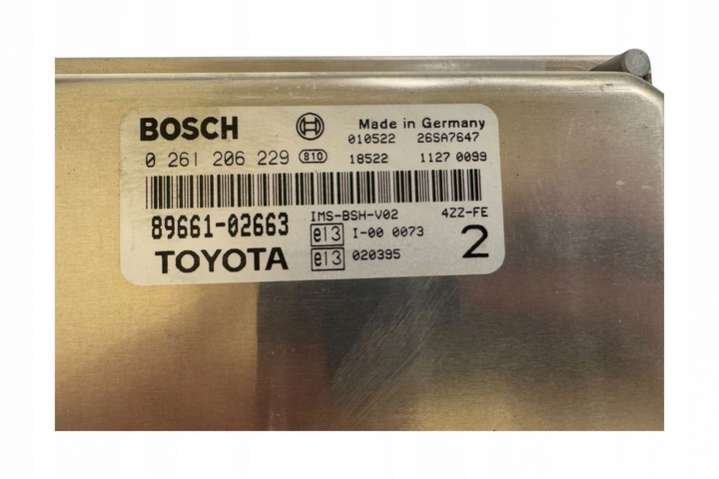 BOSCH Made in Germany
010522 26SA7647
0 261 206 229 810 18522 1127 0099
IMS-BSH-V02 4ZZ-FE
89661-02663 e13 I-00 0073 2
TOYOTA e13 020395